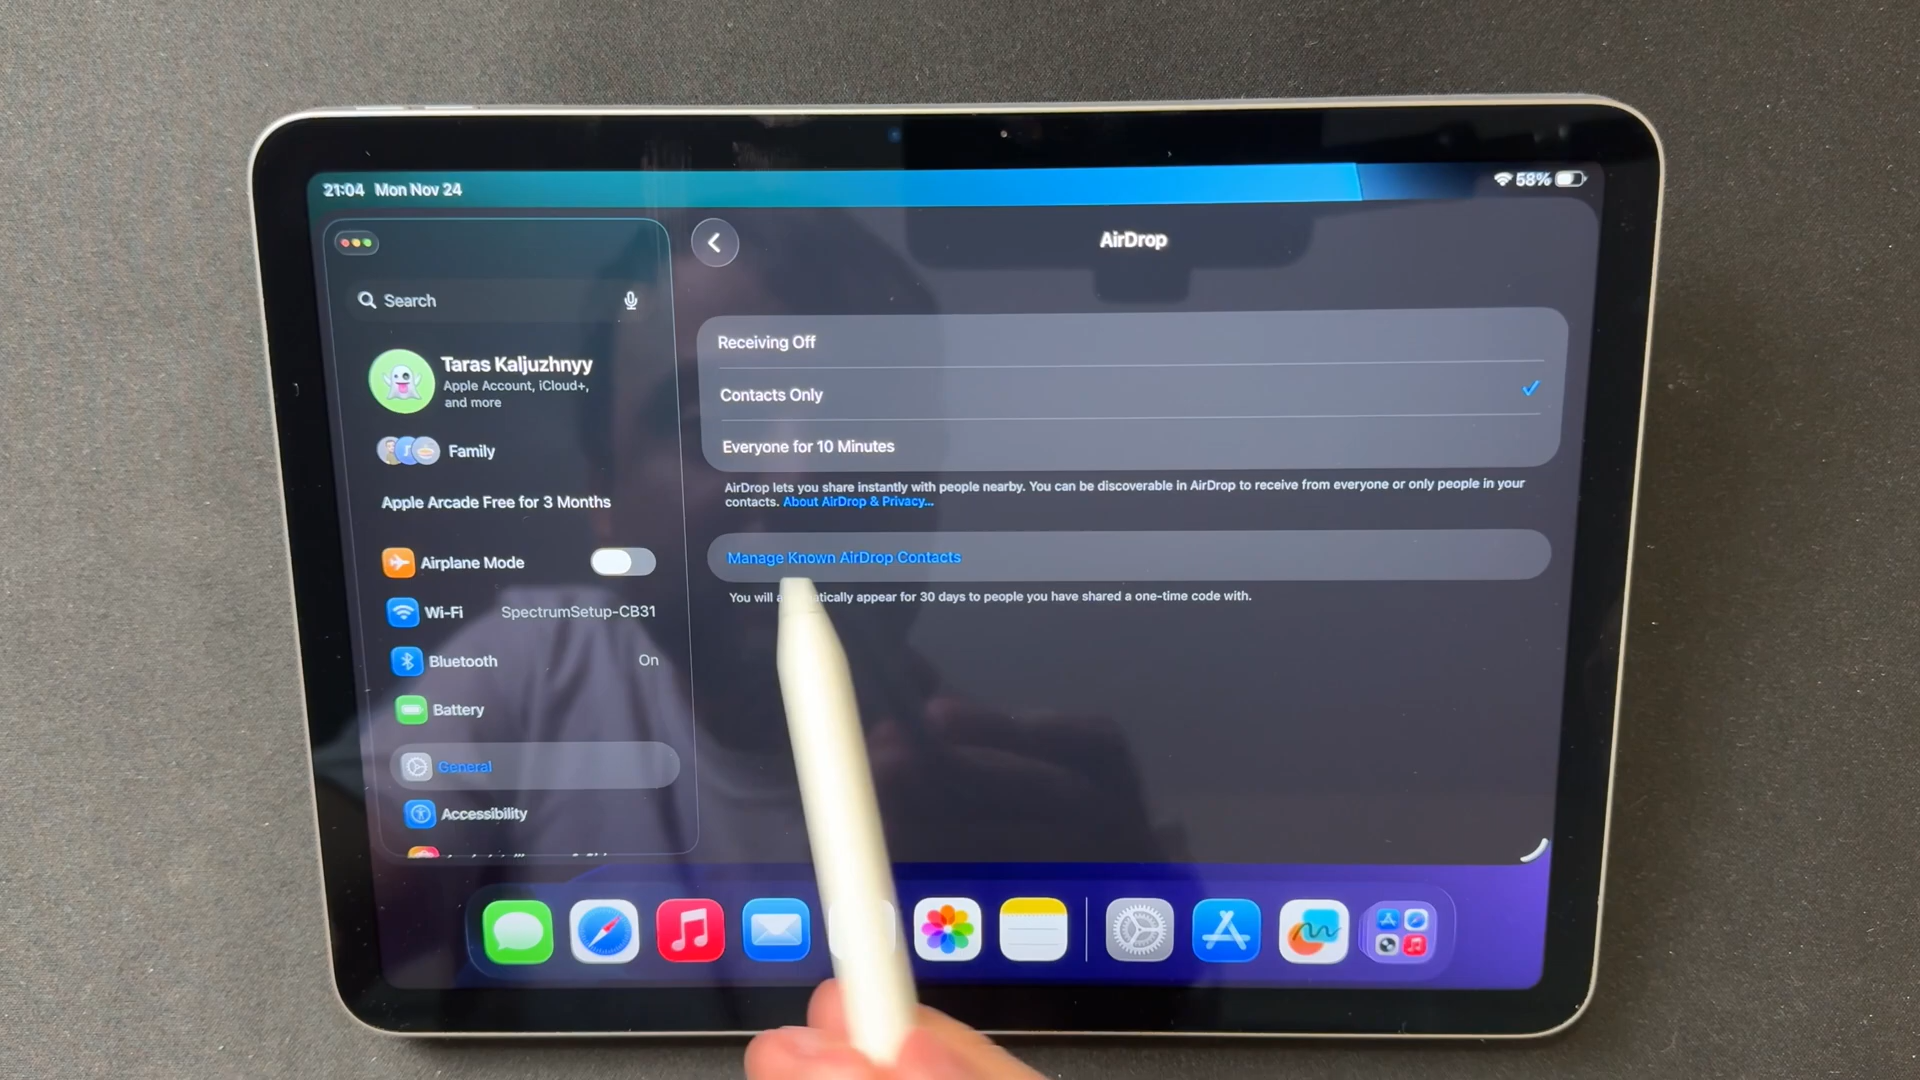 21:04 Mon Nov 24
58%
Search
Taras Kaljuzhnyy
Apple Account, iCloud+,
and more
Family
Apple Arcade Free for 3 Months
Airplane Mode
Wi-Fi SpectrumSetup-CB31
Bluetooth On
Battery
General
Accessibility
AirDrop
Receiving Off
Contacts Only
Everyone for 10 Minutes
AirDrop lets you share instantly with people nearby. You can be discoverable in AirDrop to receive from everyone or only people in your
contacts. About AirDrop & Privacy...
Manage Known AirDrop Contacts
You will appear for 30 days to people you have shared a one-time code with.